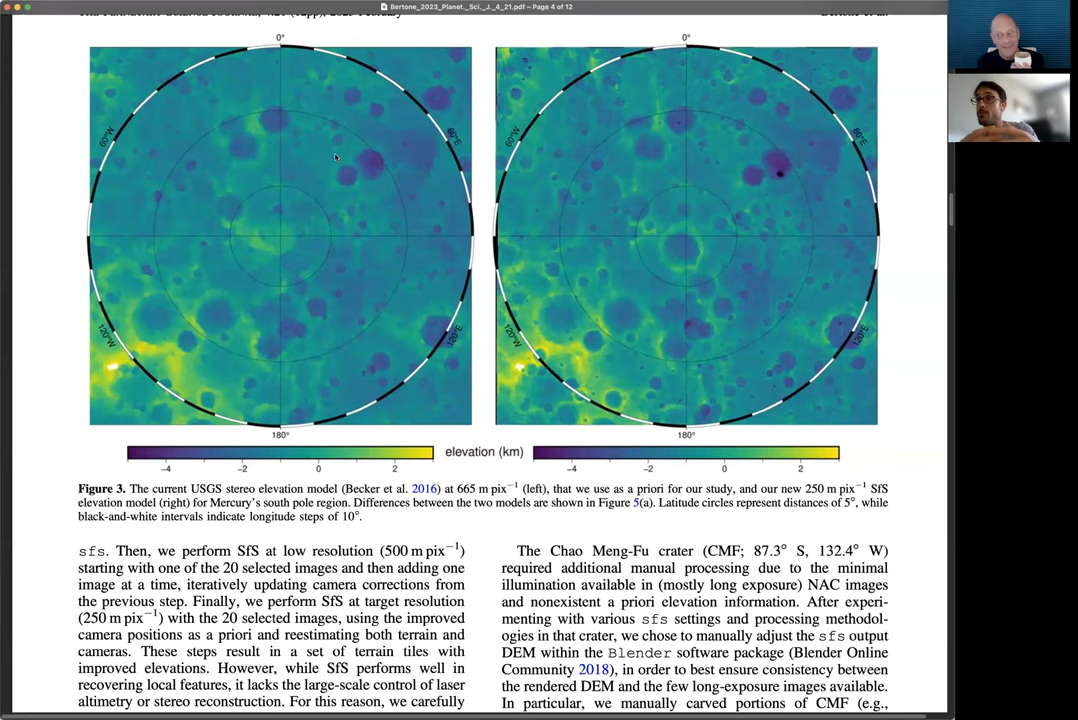 Bertone_2023_Planet._Sci._J._4_21.pdf – Page 4 of 12
0°
0°
60°W
60°E
60°W
60°E
120°W
120°E
120°W
120°E
180°
180°
elevation (km)
−4 −2 0 2
−4 −2 0 2
Figure 3. The current USGS stereo elevation model (Becker et al. 2016) at 665 m pix−1 (left), that we use as a priori for our study, and our new 250 m pix−1 SfS
elevation model (right) for Mercury's south pole region. Differences between the two models are shown in Figure 5(a). Latitude circles represent distances of 5°, while
black-and-white intervals indicate longitude steps of 10°.
sfs. Then, we perform SfS at low resolution (500 m pix−1)
starting with one of the 20 selected images and then adding one
image at a time, iteratively updating camera corrections from
the previous step. Finally, we perform SfS at target resolution
(250 m pix−1) with the 20 selected images, using the improved
camera positions as a priori and reestimating both terrain and
cameras. These steps result in a set of terrain tiles with
improved elevations. However, while SfS performs well in
recovering local features, it lacks the large-scale control of laser
altimetry or stereo reconstruction. For this reason, we carefully
The Chao Meng-Fu crater (CMF; 87.3° S, 132.4° W)
required additional manual processing due to the minimal
illumination available in (mostly long exposure) NAC images
and nonexistent a priori elevation information. After experi-
menting with various sfs settings and processing methodol-
ogies in that crater, we chose to manually adjust the sfs output
DEM within the Blender software package (Blender Online
Community 2018), in order to best ensure consistency between
the rendered DEM and the few long-exposure images available.
In particular, we manually carved portions of CMF (e.g.,